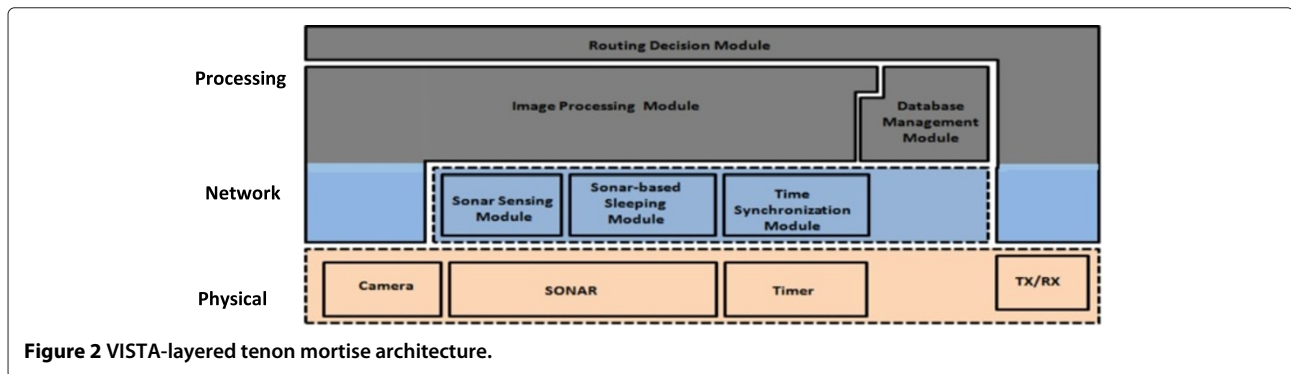 Routing Decision Module
Processing
Image Processing Module
Database
Management
Module
Network
Sonar Sensing
Module
Sonar-based
Sleeping
Module
Time
Synchronization
Module
Physical
Camera
SONAR
Timer
TX/RX
Figure 2 VISTA-layered tenon mortise architecture.